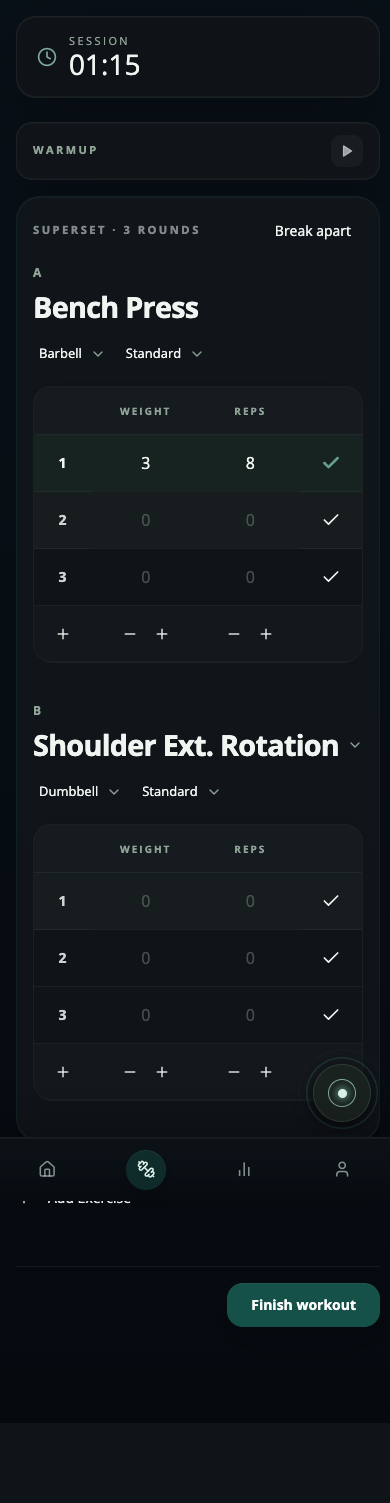 SESSION
01:15
WARMUP
SUPERSET · 3 ROUNDS
Break apart
A
Bench Press
Barbell Standard
WEIGHT REPS
1 3 8
2 0 0
3 0 0
+ − + − +
B
Shoulder Ext. Rotation
Dumbbell Standard
WEIGHT REPS
1 0 0
2 0 0
3 0 0
+ − + − +
Add Exercise
Finish workout